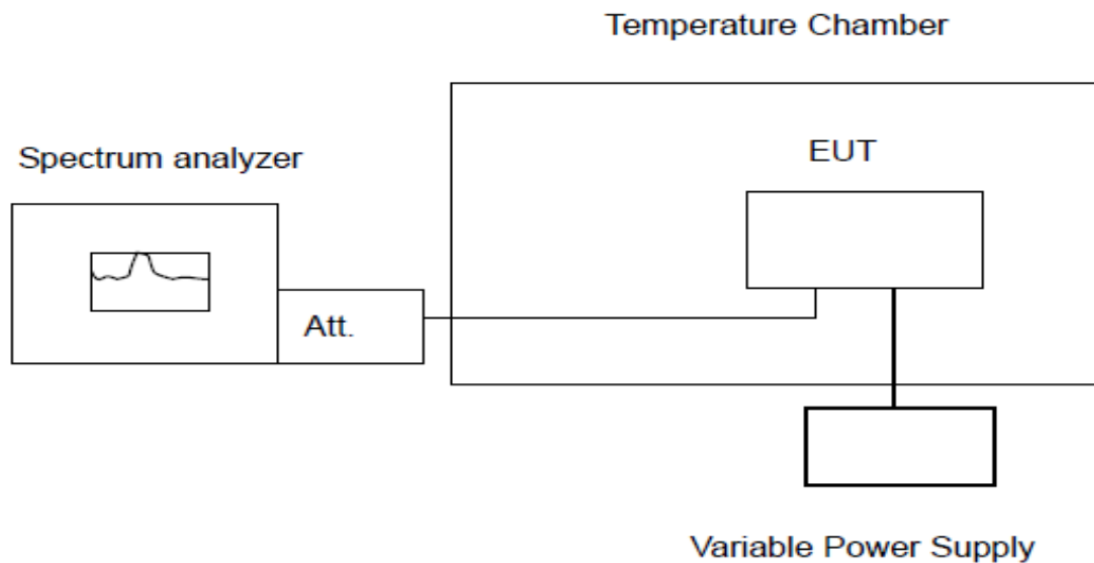 Temperature Chamber
Spectrum analyzer
EUT
Att.
Variable Power Supply